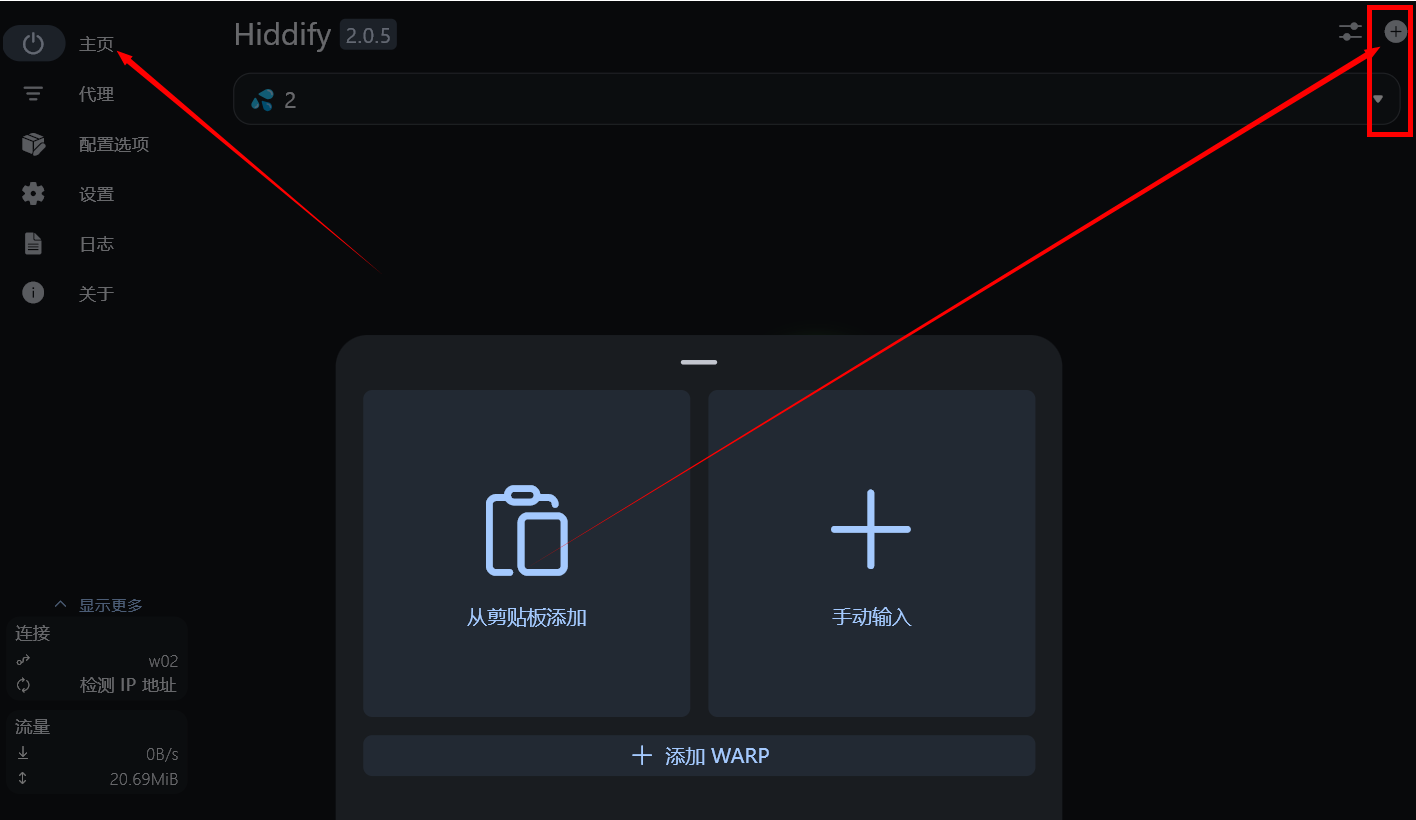 主页
代理
配置选项
设置
日志
关于
显示更多
连接
w02
检测 IP 地址
流量
0B/s
20.69MiB
Hiddify 2.0.5
💦 2
从剪贴板添加
手动输入
添加 WARP